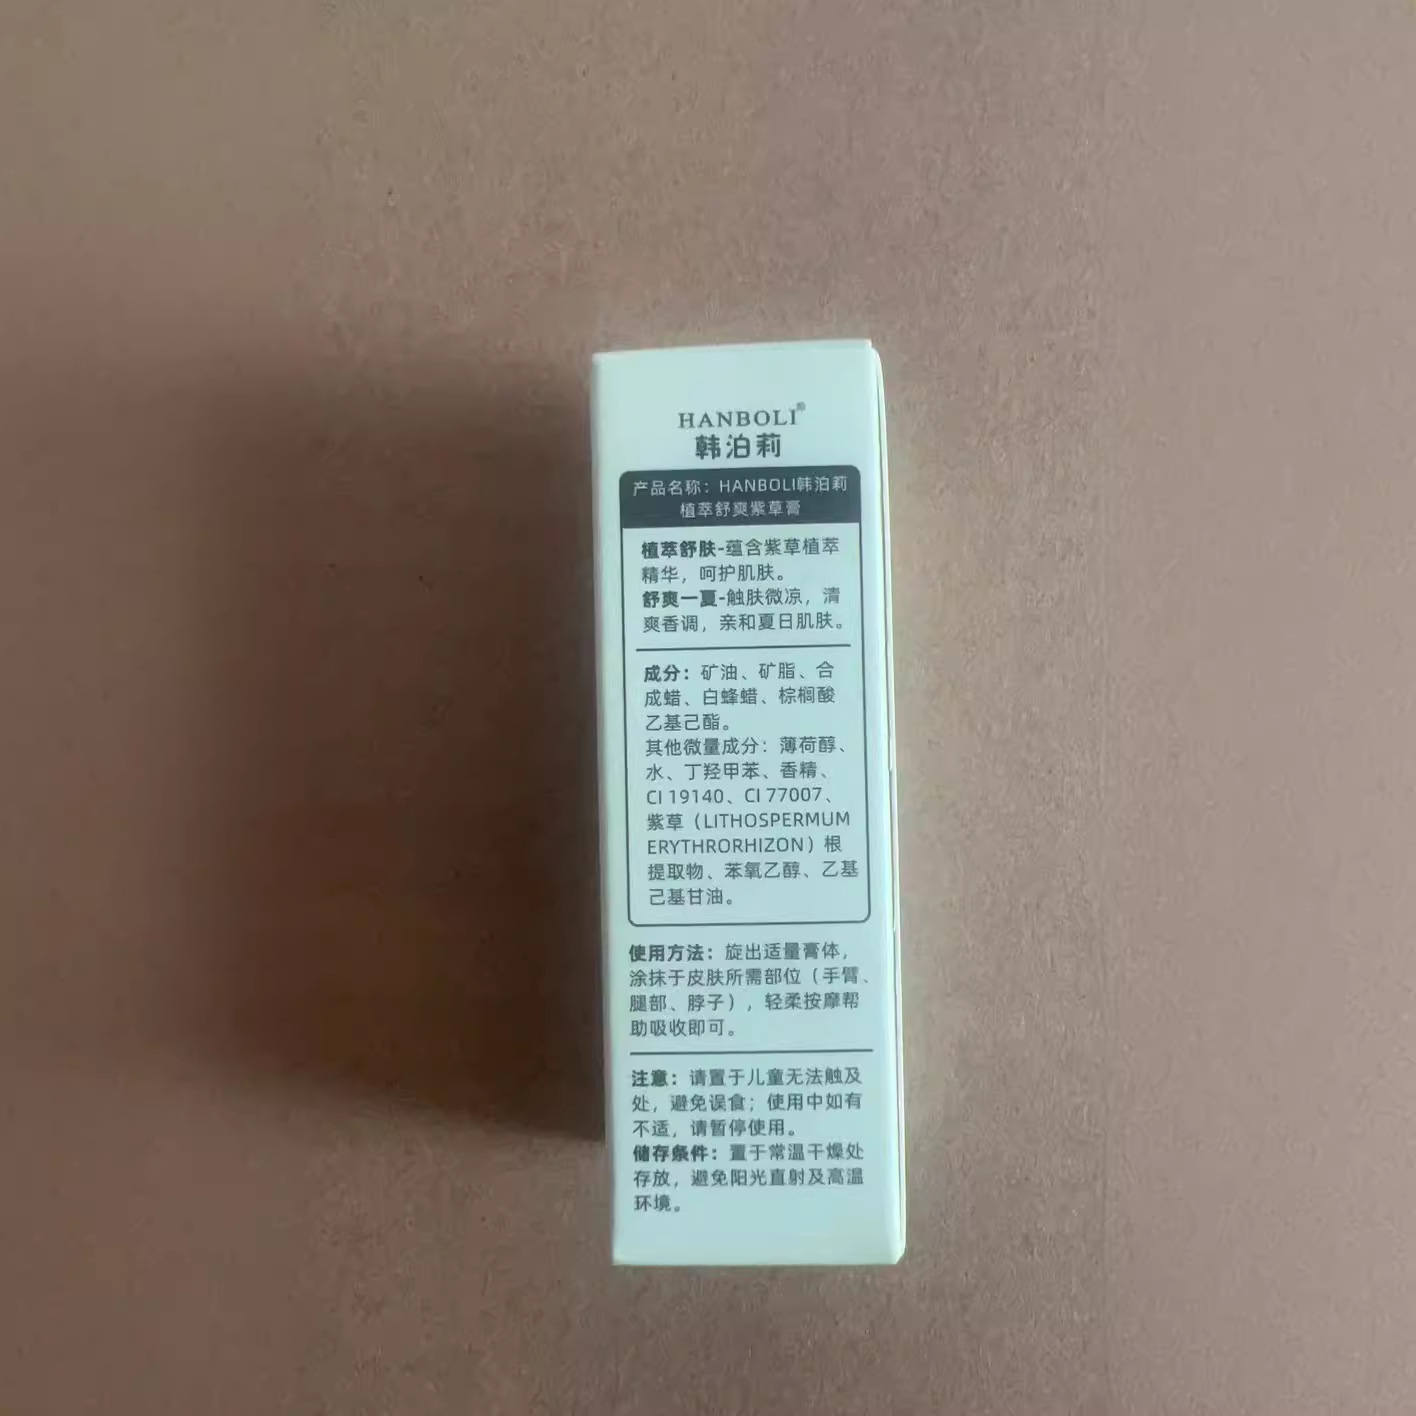 HANBOLI®
韩泊莉
产品名称：HANBOLI韩泊莉
植萃舒爽紫草膏
植萃舒肤-蕴含紫草植萃
精华，呵护肌肤。
舒爽一夏-触肤微凉，清
爽香调，亲和夏日肌肤。
成分：矿油、矿脂、合
成蜡、白蜂蜡、棕榈酸
乙基己酯。
其他微量成分：薄荷醇、
水、丁羟甲苯、香精、
CI 19140、CI 77007、
紫草（LITHOSPERMUM
ERYTHRORHIZON）根
提取物、苯氧乙醇、乙基
己基甘油。
使用方法：旋出适量膏体，
涂抹于皮肤所需部位（手臂、
腿部、脖子），轻柔按摩帮
助吸收即可。
注意：请置于儿童无法触及
处，避免误食；使用中如有
不适，请暂停使用。
储存条件：置于常温干燥处
存放，避免阳光直射及高温
环境。